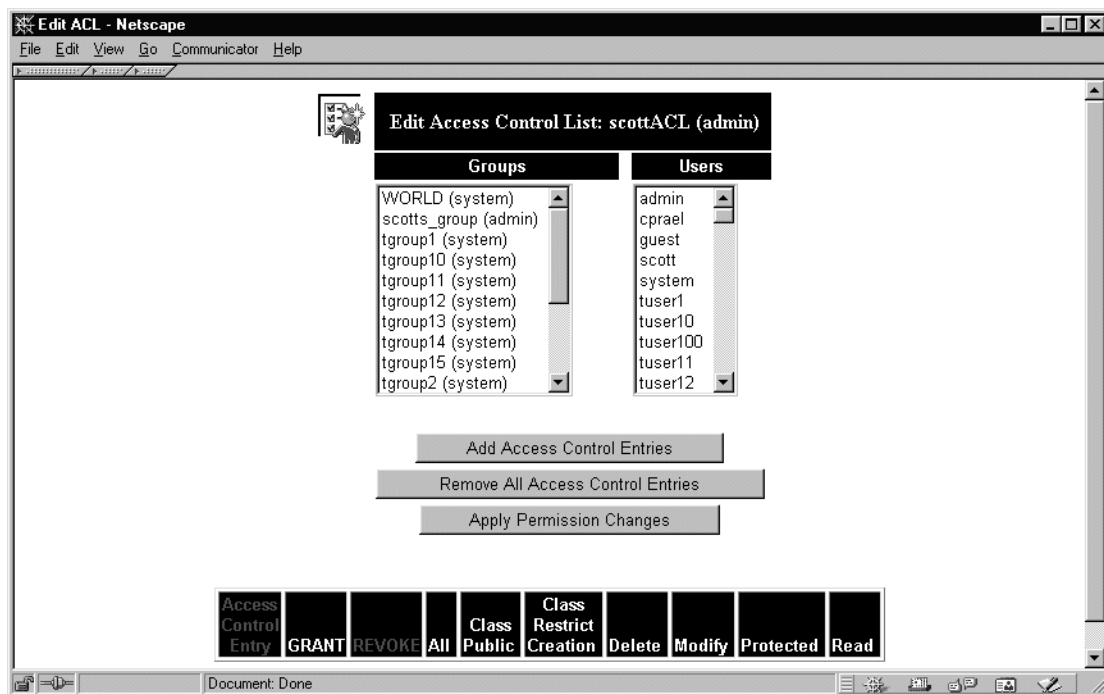 Edit ACL - Netscape
File Edit View Go Communicator Help
Edit Access Control List: scottACL (admin)
Groups Users
WORLD (system)
scotts_group (admin)
tgroup1 (system)
tgroup10 (system)
tgroup11 (system)
tgroup12 (system)
tgroup13 (system)
tgroup14 (system)
tgroup15 (system)
tgroup2 (system)
admin
cprael
guest
scott
system
tuser1
tuser10
tuser100
tuser11
tuser12
Add Access Control Entries
Remove All Access Control Entries
Apply Permission Changes
Access
Control
Entry
GRANT
REVOKE
All
Class
Public
Class
Restrict
Creation
Delete
Modify
Protected
Read
Document: Done